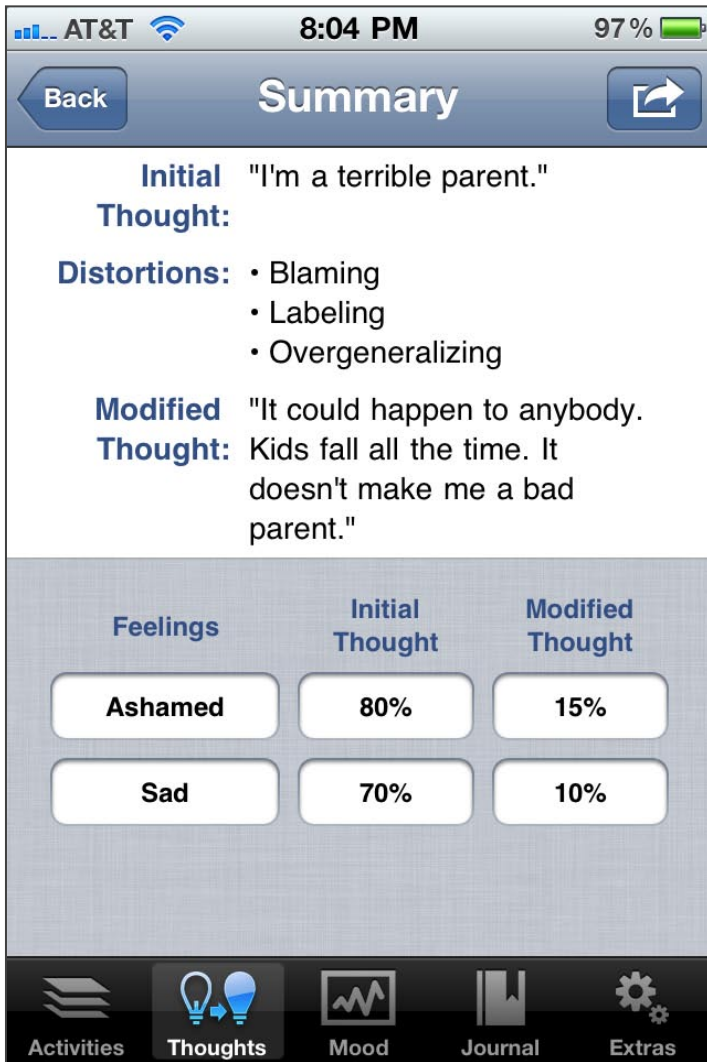 AT&T 8:04 PM 97%
Back Summary
Initial "I'm a terrible parent."
Thought:
Distortions: • Blaming
• Labeling
• Overgeneralizing
Modified "It could happen to anybody.
Thought: Kids fall all the time. It
doesn't make me a bad
parent."
Feelings Initial Thought Modified Thought
Ashamed 80% 15%
Sad 70% 10%
Activities Thoughts Mood Journal Extras